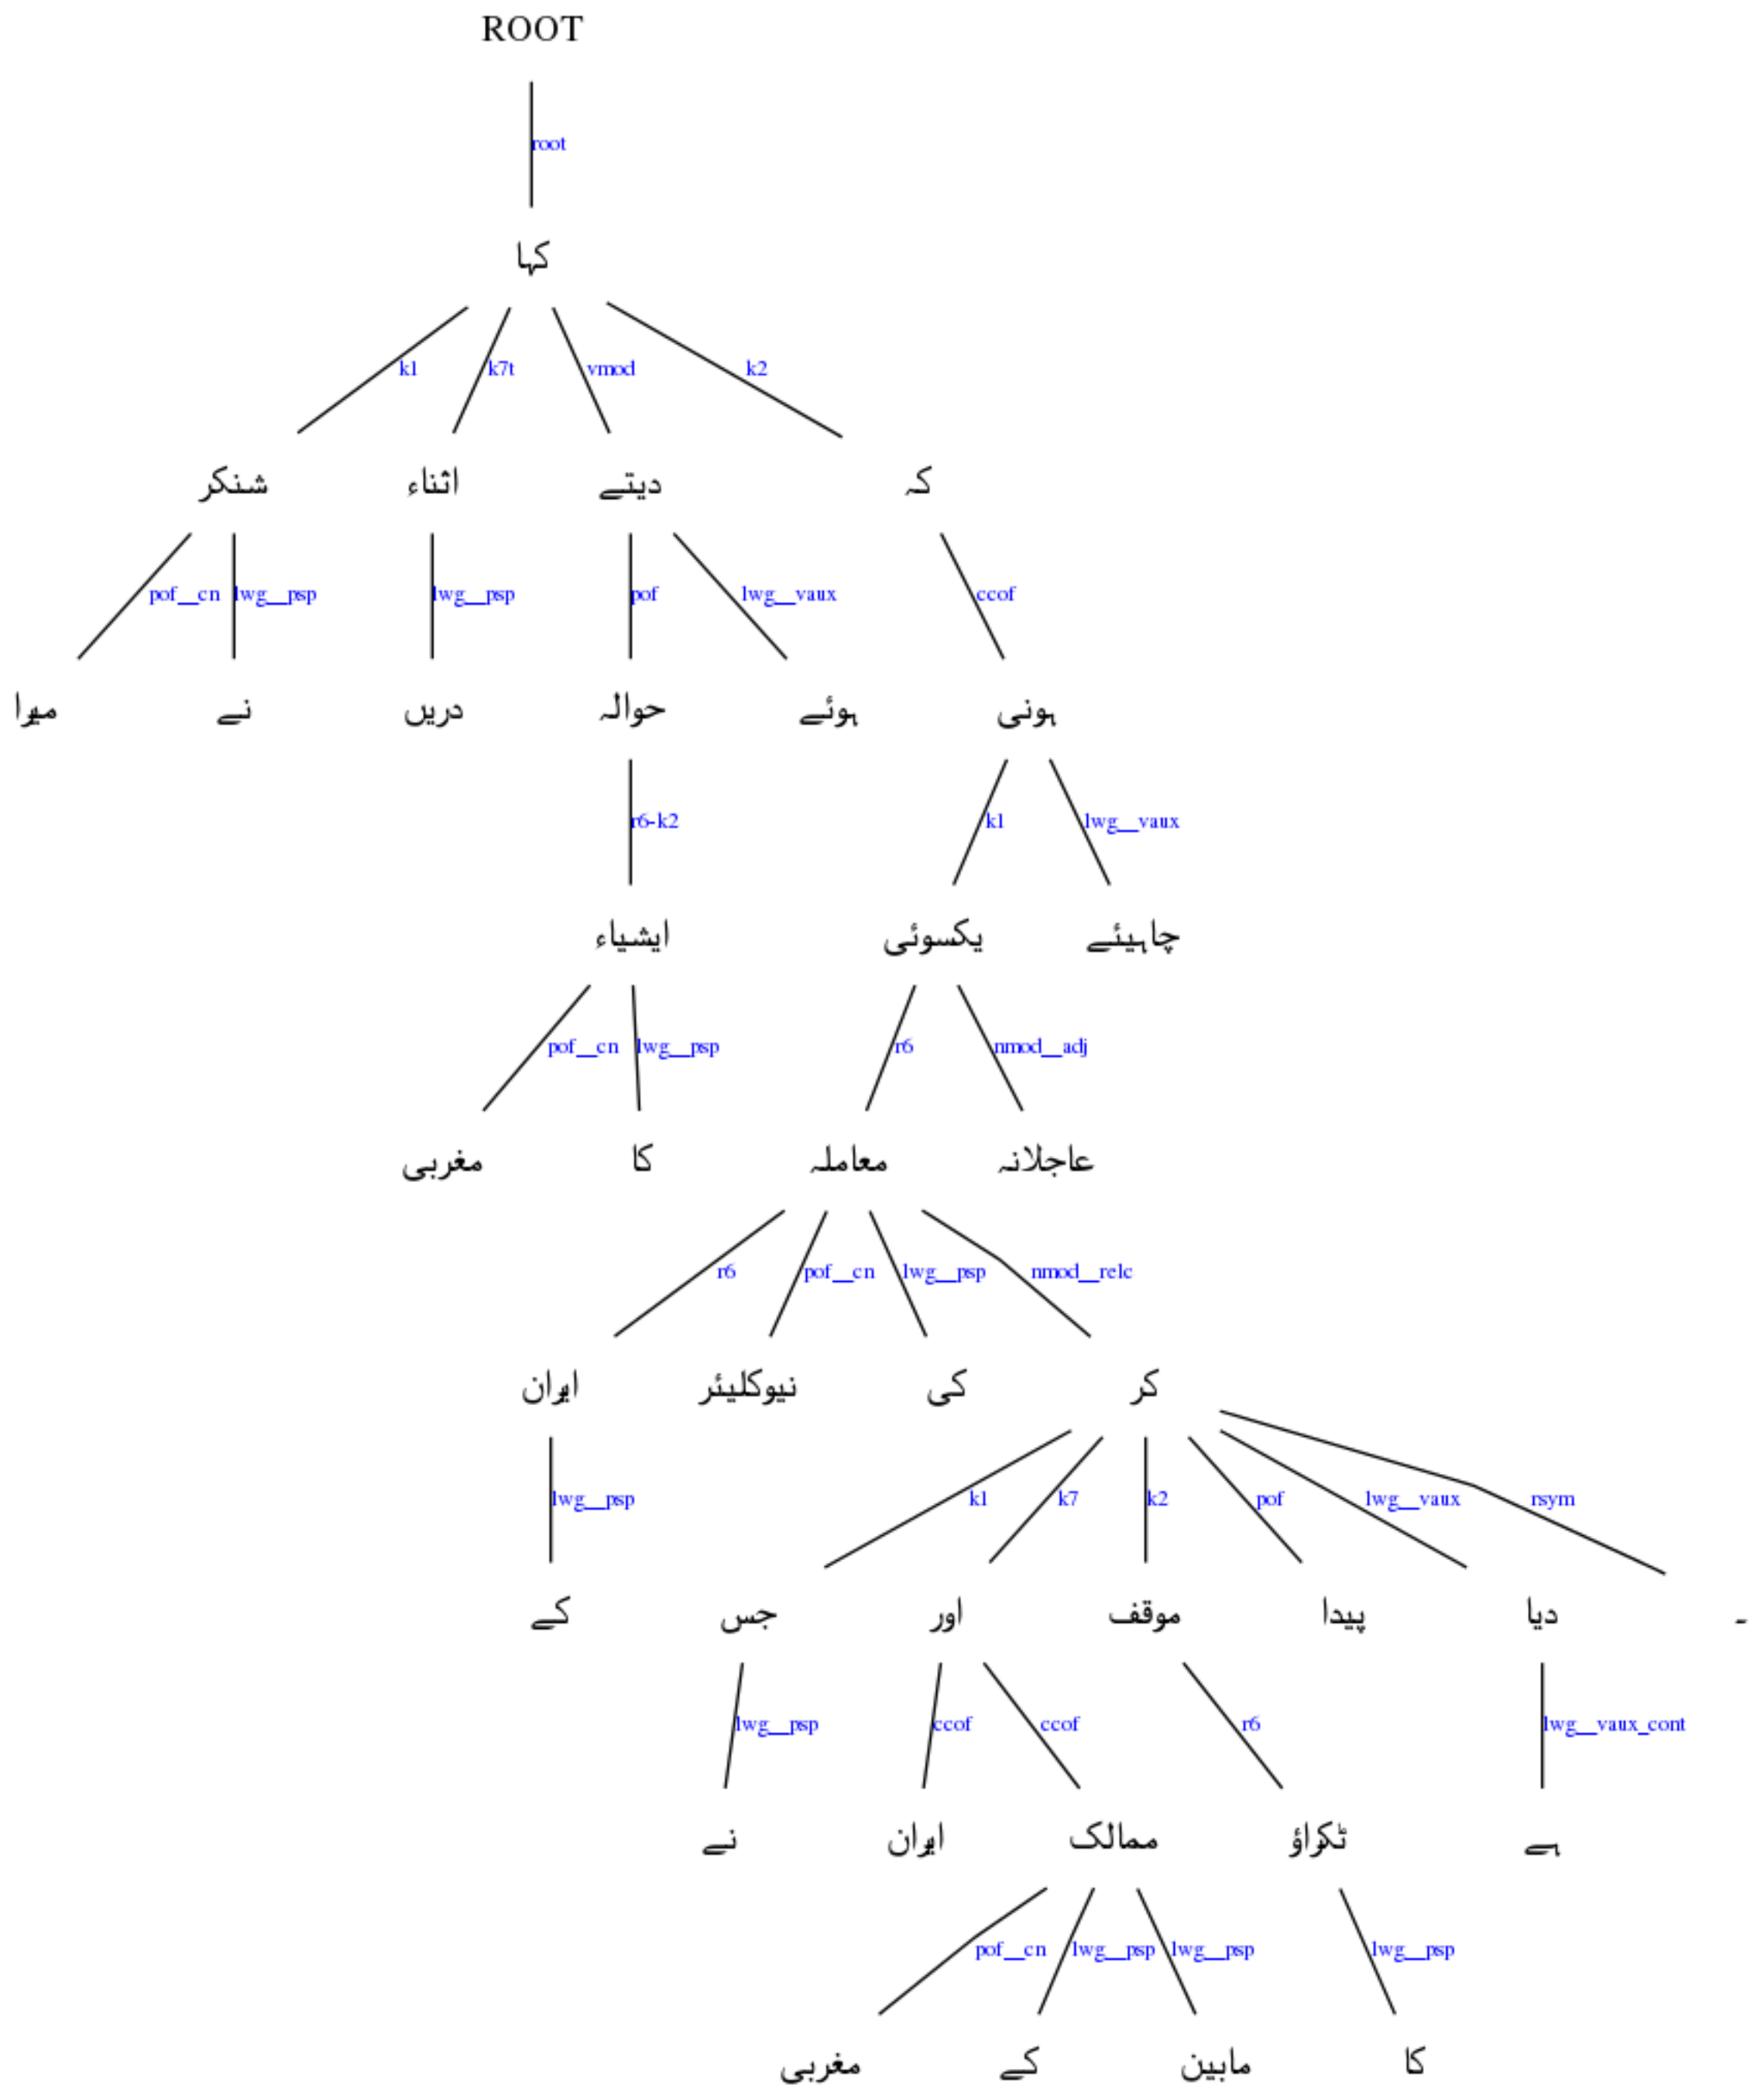 ROOT
root
کہا
k1 k7t vmod k2
شنکر اثناء دیتے کہ
pof__cn lwg__psp lwg__psp pof lwg__vaux ccof
میرا نے دریں حوالہ ہوئے ہونی
r6-k2 k1 lwg__vaux
ایشیاء یکسوئی چاہیئے
pof__cn lwg__psp r6 nmod__adj
مغربی کا معاملہ عاجلانہ
r6 pof__cn lwg__psp nmod__relc
ایران نیوکلیئر کی کر
lwg__psp k1 k7 k2 pof lwg__vaux rsym
کے جس اور موقف پیدا دیا ۔
lwg__psp ccof ccof r6 lwg__vaux_cont
نے ایران ممالک ٹکراؤ ہے
pof__cn lwg__psp lwg__psp lwg__psp
مغربی کے مابین کا